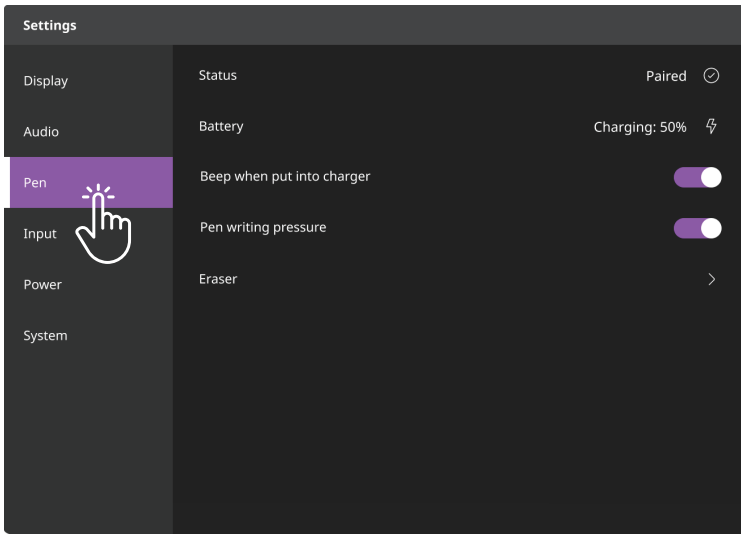 Settings
Display
Audio
Pen
Input
Power
System
Status Paired
Battery Charging: 50%
Beep when put into charger
Pen writing pressure
Eraser